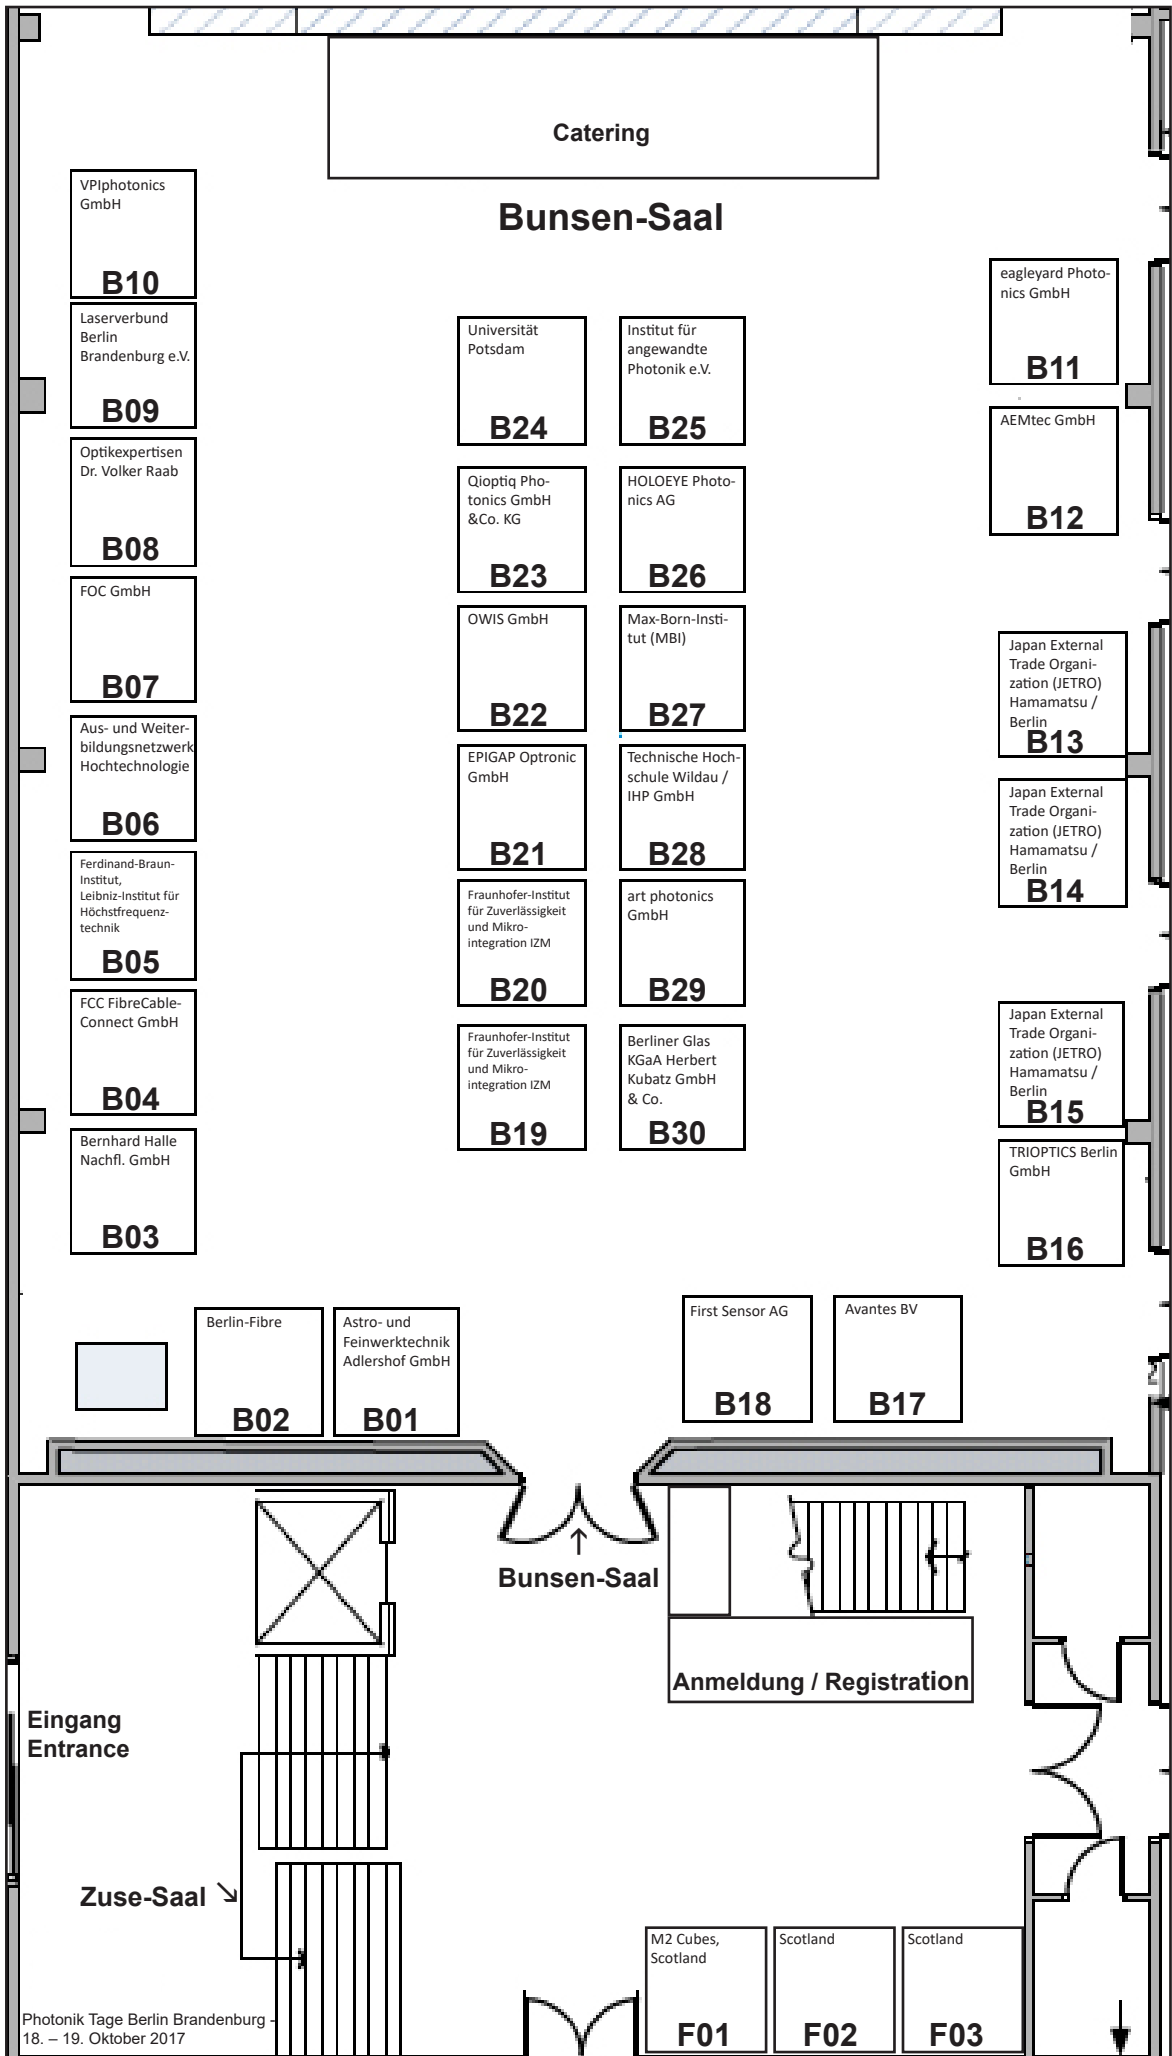 Catering
Bunsen-Saal
VPIphotonics
GmbH
B10
Laserverbund
Berlin
Brandenburg e.V.
B09
Optikexpertisen
Dr. Volker Raab
B08
FOC GmbH
B07
Aus- und Weiter-
bildungsnetzwerk
Hochtechnologie
B06
Ferdinand-Braun-
Institut,
Leibniz-Institut für
Höchstfrequenz-
technik
B05
FCC FibreCable-
Connect GmbH
B04
Bernhard Halle
Nachfl. GmbH
B03
Universität
Potsdam
B24
Qioptiq Pho-
tonics GmbH
&Co. KG
B23
OWIS GmbH
B22
EPIGAP Optronic
GmbH
B21
Fraunhofer-Institut
für Zuverlässigkeit
und Mikro-
integration IZM
B20
Fraunhofer-Institut
für Zuverlässigkeit
und Mikro-
integration IZM
B19
Institut für
angewandte
Photonik e.V.
B25
HOLOEYE Photo-
nics AG
B26
Max-Born-Insti-
tut (MBI)
B27
Technische Hoch-
schule Wildau /
IHP GmbH
B28
art photonics
GmbH
B29
Berliner Glas
KGaA Herbert
Kubatz GmbH
& Co.
B30
eagleyard Photo-
nics GmbH
B11
AEMtec GmbH
B12
Japan External
Trade Organi-
zation (JETRO)
Hamamatsu /
Berlin
B13
Japan External
Trade Organi-
zation (JETRO)
Hamamatsu /
Berlin
B14
Japan External
Trade Organi-
zation (JETRO)
Hamamatsu /
Berlin
B15
TRIOPTICS Berlin
GmbH
B16
Berlin-Fibre
B02
Astro- und
Feinwerktechnik
Adlershof GmbH
B01
First Sensor AG
B18
Avantes BV
B17
Bunsen-Saal
Anmeldung / Registration
Eingang
Entrance
Zuse-Saal
M2 Cubes,
Scotland
F01
Scotland
F02
Scotland
F03
Photonik Tage Berlin Brandenburg -
18. – 19. Oktober 2017